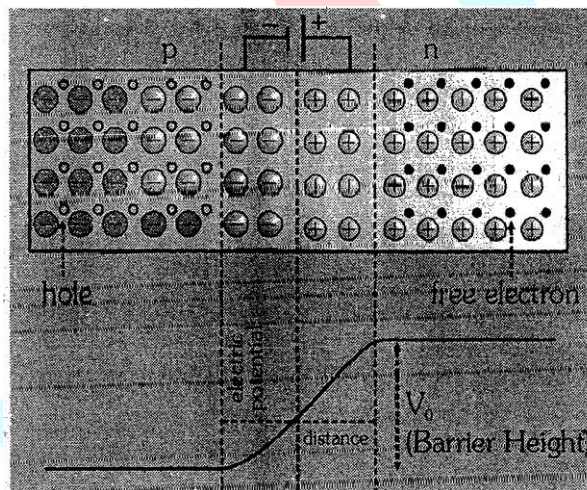 − +
p n
hole
free electron
electric
potential
distance
V₀
(Barrier Height)